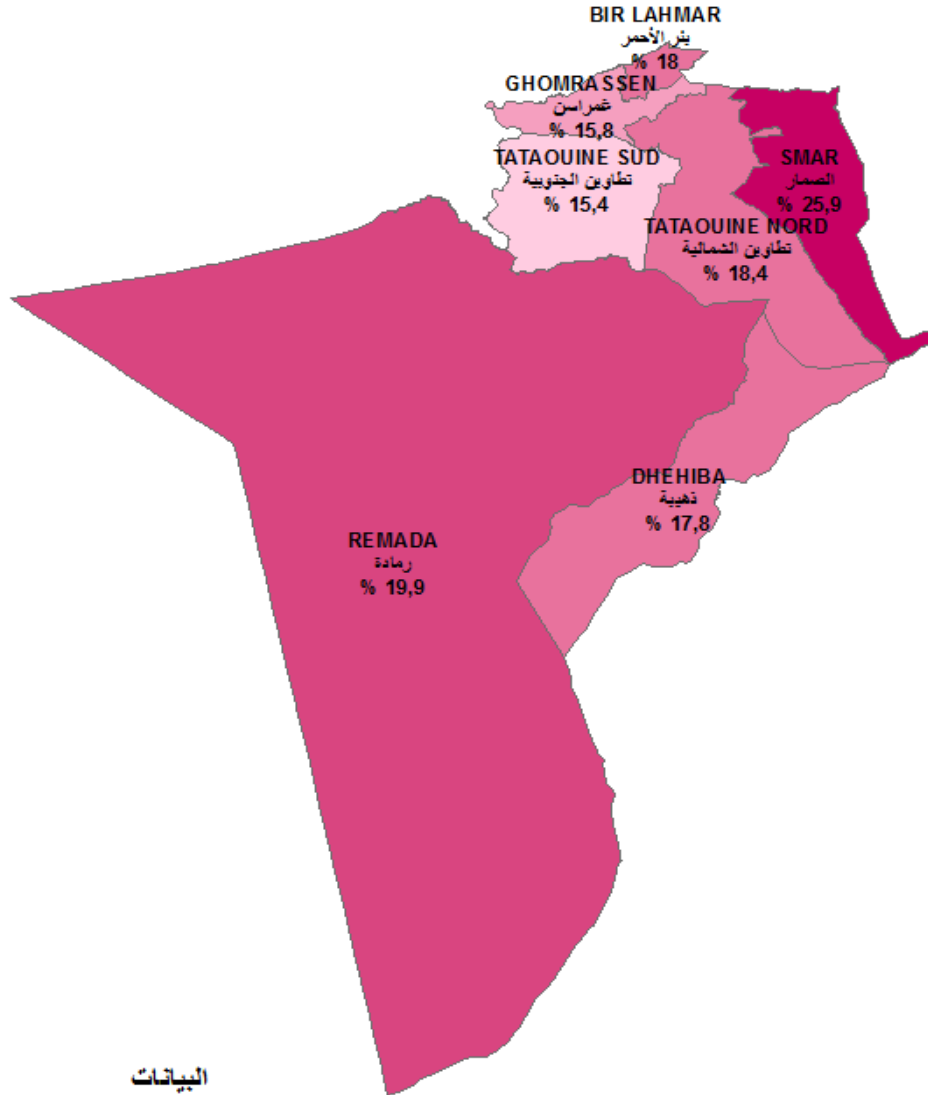 BIR LAHMAR
بئر الأحمر
% 18
GHOMRASSEN
غمراسن
% 15,8
TATAOUINE SUD
تطاوين الجنوبية
% 15,4
SMAR
الصمار
% 25,9
TATAOUINE NORD
تطاوين الشمالية
% 18,4
DHEHIBA
ذهيبة
% 17,8
REMADA
رمادة
% 19,9
البيانات